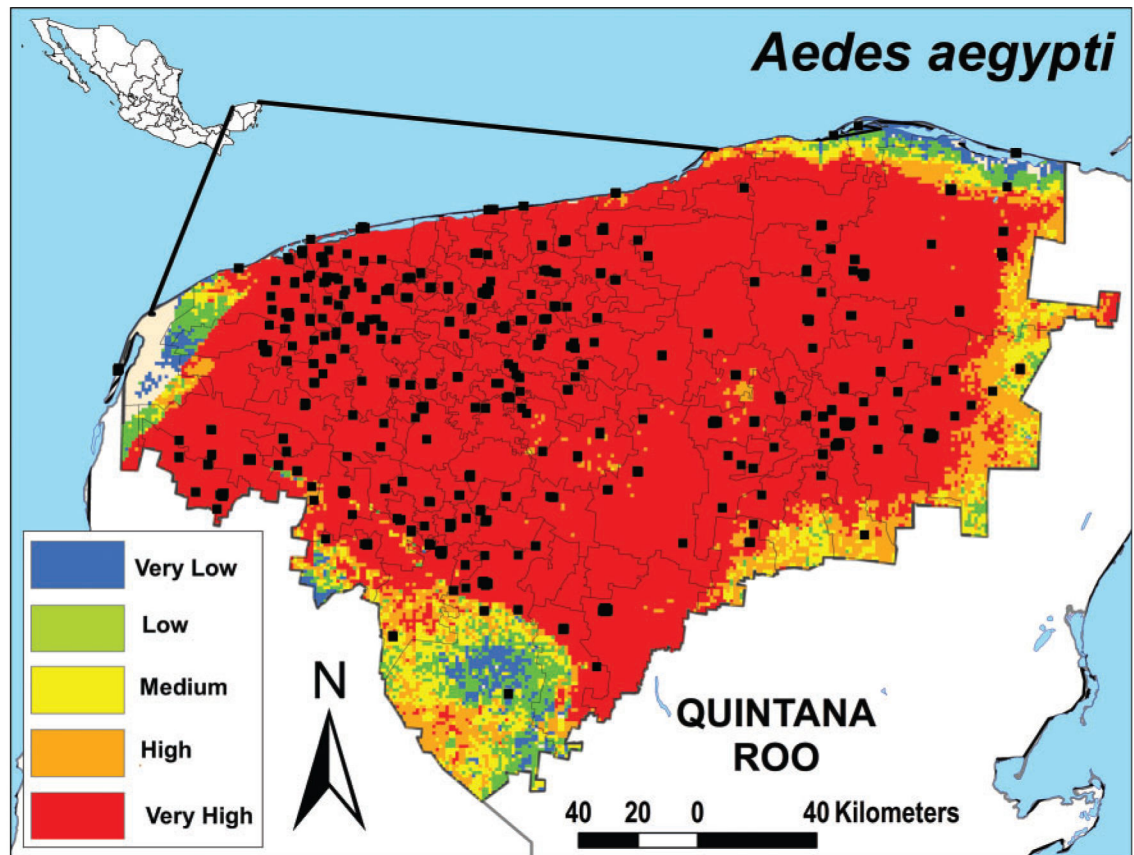 Aedes aegypti
Very Low
Low
Medium
High
Very High
N
QUINTANA
ROO
40 20 0 40 Kilometers